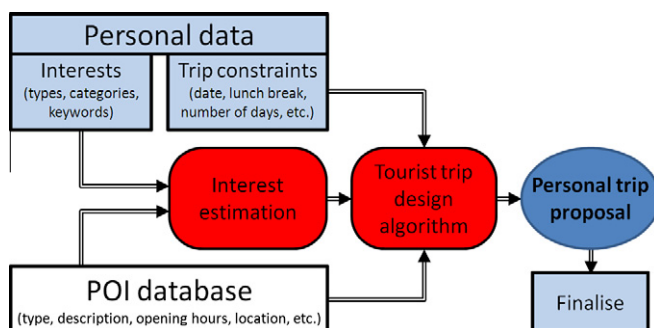 Personal data
Interests
(types, categories,
keywords)
Trip constraints
(date, lunch break,
number of days, etc.)
Interest
estimation
Tourist trip
design
algorithm
Personal trip
proposal
POI database
(type, description, opening hours, location, etc.)
Finalise